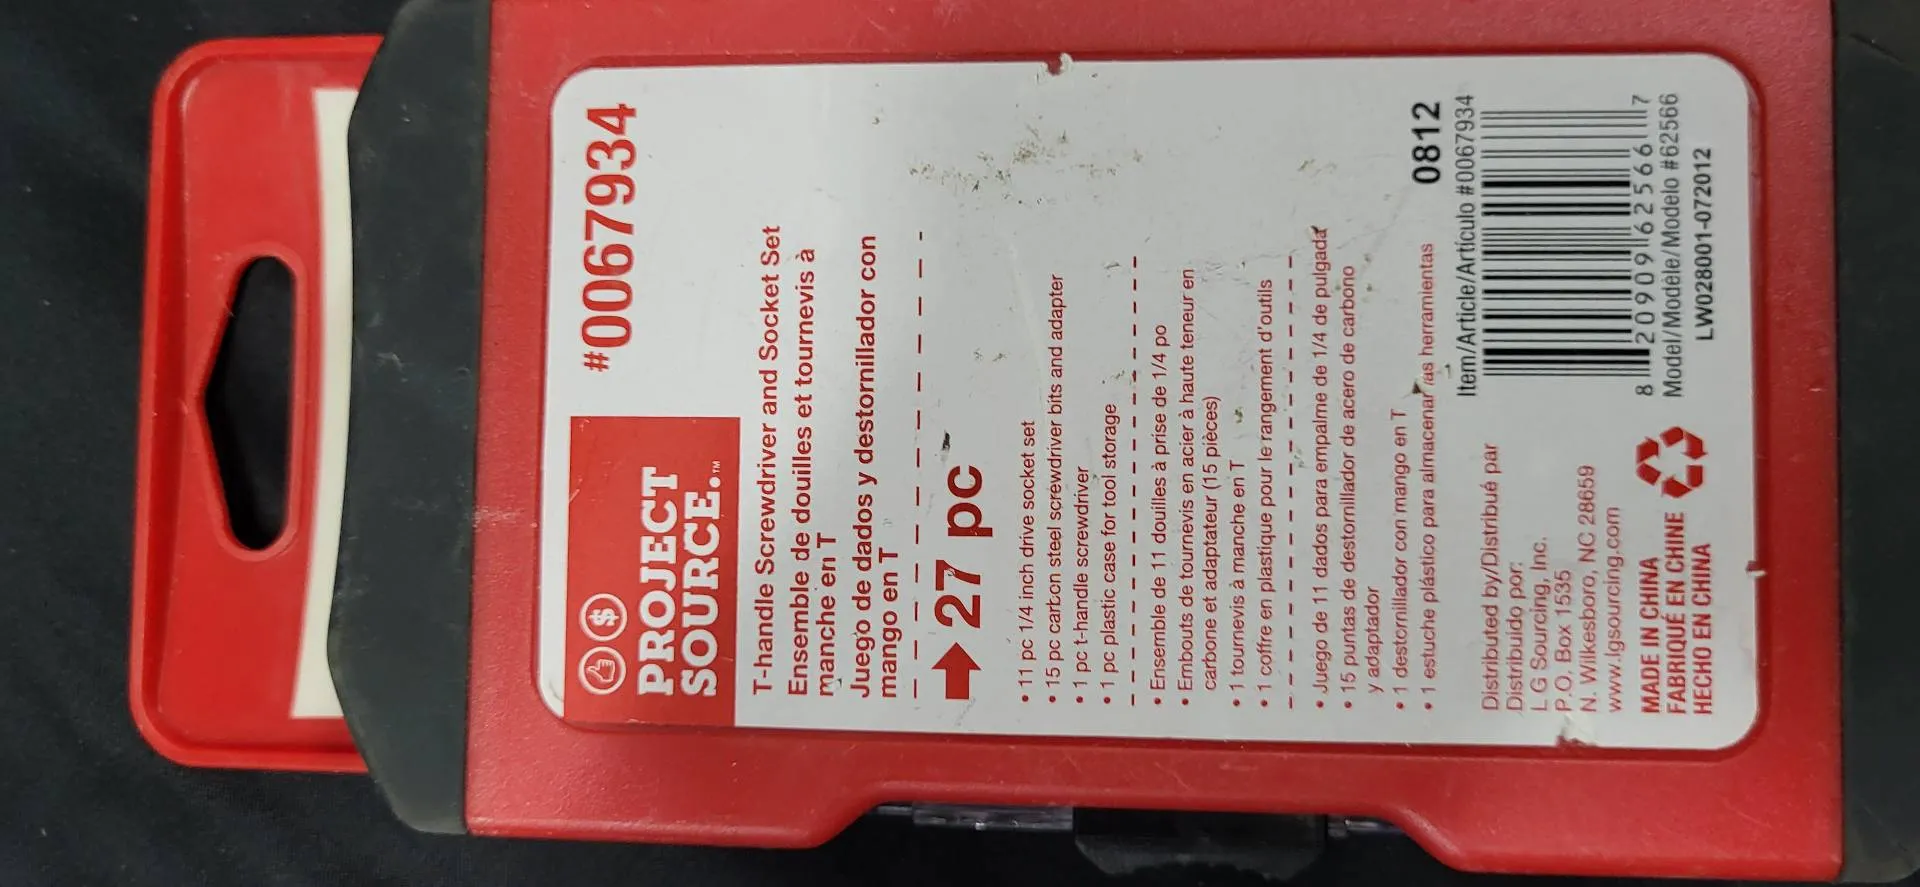 #0067934
PROJECT
SOURCE.™
T-handle Screwdriver and Socket Set
Ensemble de douilles et tournevis à
manche en T
Juego de dados y destornillador con
mango en T
27 pc
• 11 pc 1/4 inch drive socket set
• 15 pc carbon steel screwdriver bits and adapter
• 1 pc t-handle screwdriver
• 1 pc plastic case for tool storage
• Ensemble de 11 douilles à prise de 1/4 po
• Embouts de tournevis en acier à haute teneur en
carbone et adaptateur (15 pièces)
• 1 tournevis à manche en T
• 1 coffre en plastique pour le rangement d'outils
• Juego de 11 dados para empalme de 1/4 de pulgada
• 15 puntas de destornillador de acero de carbono
y adaptador
• 1 destornillador con mango en T
• 1 estuche plástico para almacenar las herramientas
Distributed by/Distribué par
Distribuido por:
L G Sourcing, Inc.
P.O. Box 1535
N. Wilkesboro, NC 28659
www.lgsourcing.com
MADE IN CHINA
FABRIQUÉ EN CHINE
HECHO EN CHINA
0812
Item/Article/Artículo #0067934
8 20909 62566 7
Model/Modèle/Modelo #62566
LW028001-072012